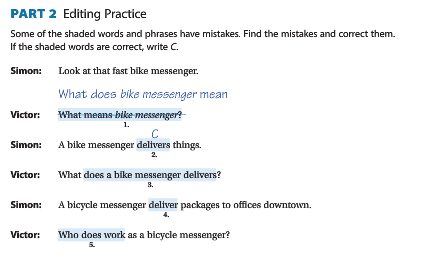 PART 2 Editing Practice
Some of the shaded words and phrases have mistakes. Find the mistakes and correct them.
If the shaded words are correct, write C.
Simon: Look at that fast bike messenger.
What does bike messenger mean
Victor: What means bike messenger?
1.
C
Simon: A bike messenger delivers things.
2.
Victor: What does a bike messenger delivers?
3.
Simon: A bicycle messenger deliver packages to offices downtown.
4.
Victor: Who does work as a bicycle messenger?
5.